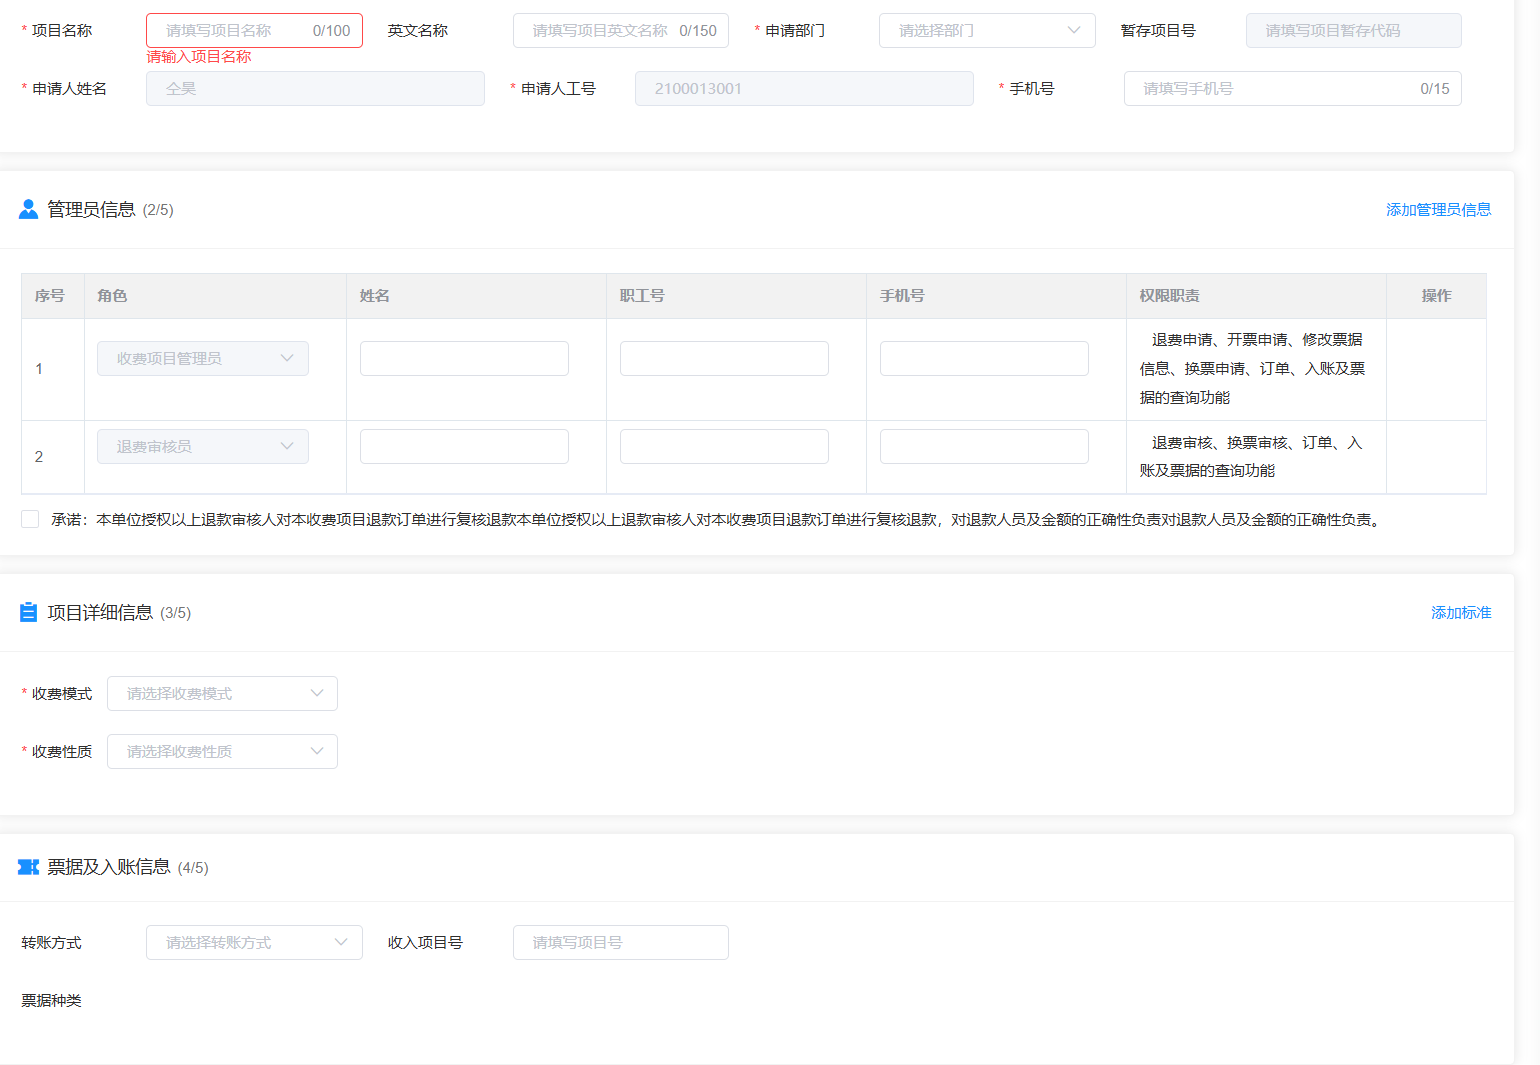 * 项目名称 请填写项目名称 0/100 英文名称 请填写项目英文名称 0/150 * 申请部门 请选择部门 暂存项目号 请填写项目暂存代码
请输入项目名称
* 申请人姓名 仝昊 * 申请人工号 2100013001 * 手机号 请填写手机号 0/15
管理员信息 (2/5) 添加管理员信息
序号 角色 姓名 职工号 手机号 权限职责 操作
1 收费项目管理员 退费申请、开票申请、修改票据
信息、换票申请、订单、入账及票
据的查询功能
2 退费审核员 退费审核、换票审核、订单、入
账及票据的查询功能
承诺：本单位授权以上退款审核人对本收费项目退款订单进行复核退款本单位授权以上退款审核人对本收费项目退款订单进行复核退款，对退款人员及金额的正确性负责对退款人员及金额的正确性负责。
项目详细信息 (3/5) 添加标准
* 收费模式 请选择收费模式
* 收费性质 请选择收费性质
票据及入账信息 (4/5)
转账方式 请选择转账方式 收入项目号 请填写项目号
票据种类